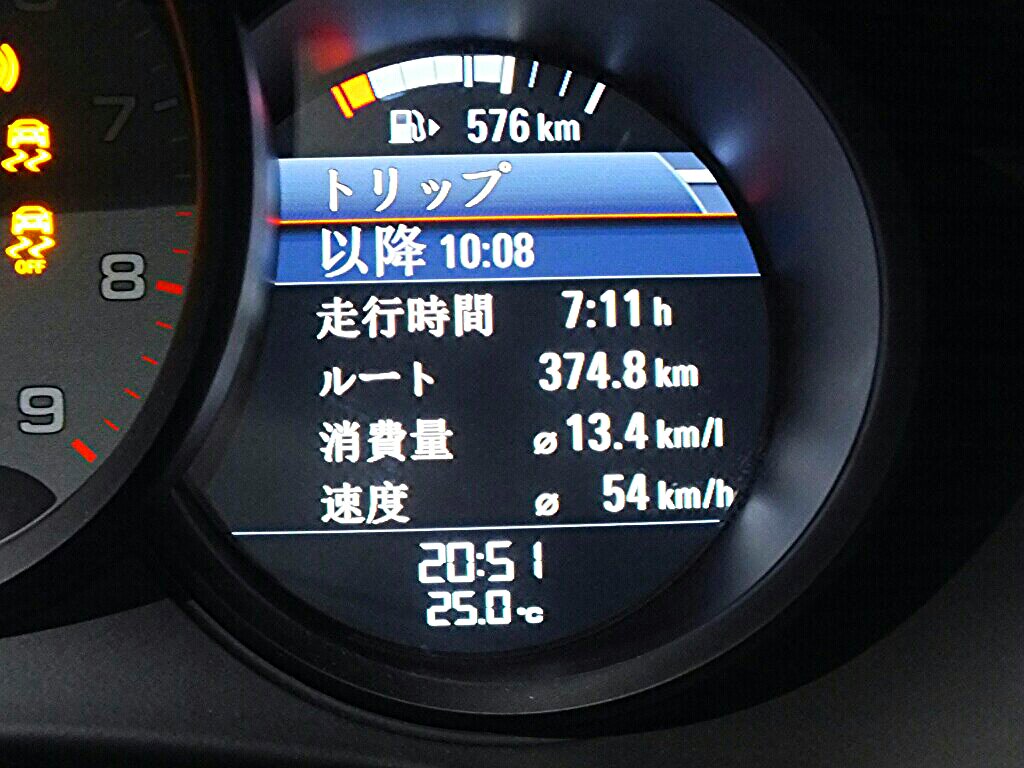 7
8
9
OFF
576 km
トリップ
以降 10:08
走行時間 7:11 h
ルート 374.8 km
消費量 ø 13.4 km/l
速度 ø 54 km/h
20:51
25.0 °C